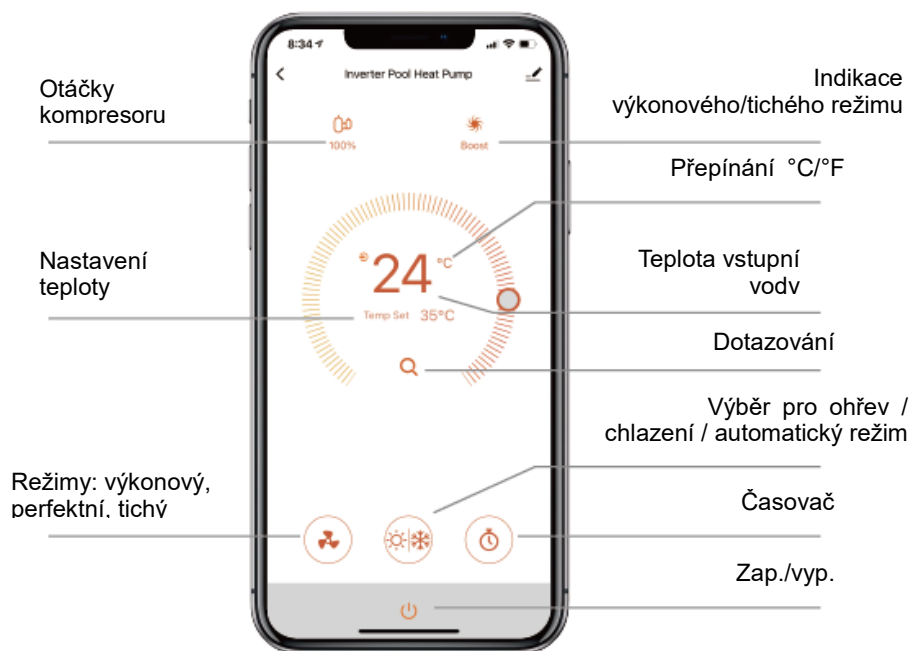 8:34
Inverter Pool Heat Pump
Otáčky
kompresoru
Indikace
výkonového/tichého režimu
100%
Boost
Přepínání °C/°F
Nastavení
teploty
24 °C
Teplota vstupní
vody
Temp Set 35°C
Dotazování
Výběr pro ohřev /
chlazení / automatický režim
Režimy: výkonový,
perfektní, tichý
Časovač
Zap./vyp.